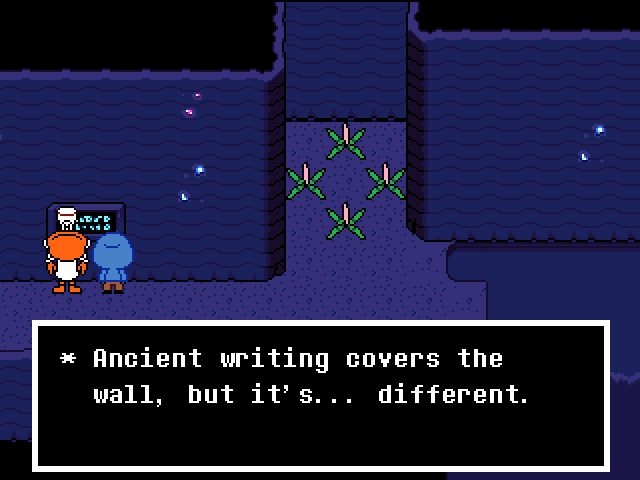 * Ancient writing covers the
wall, but it's... different.